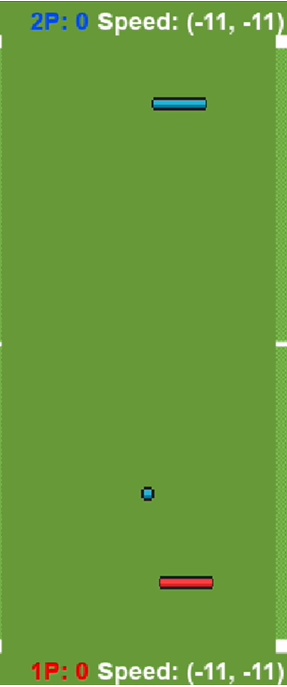 2P: 0 Speed: (-11, -11)
1P: 0 Speed: (-11, -11)